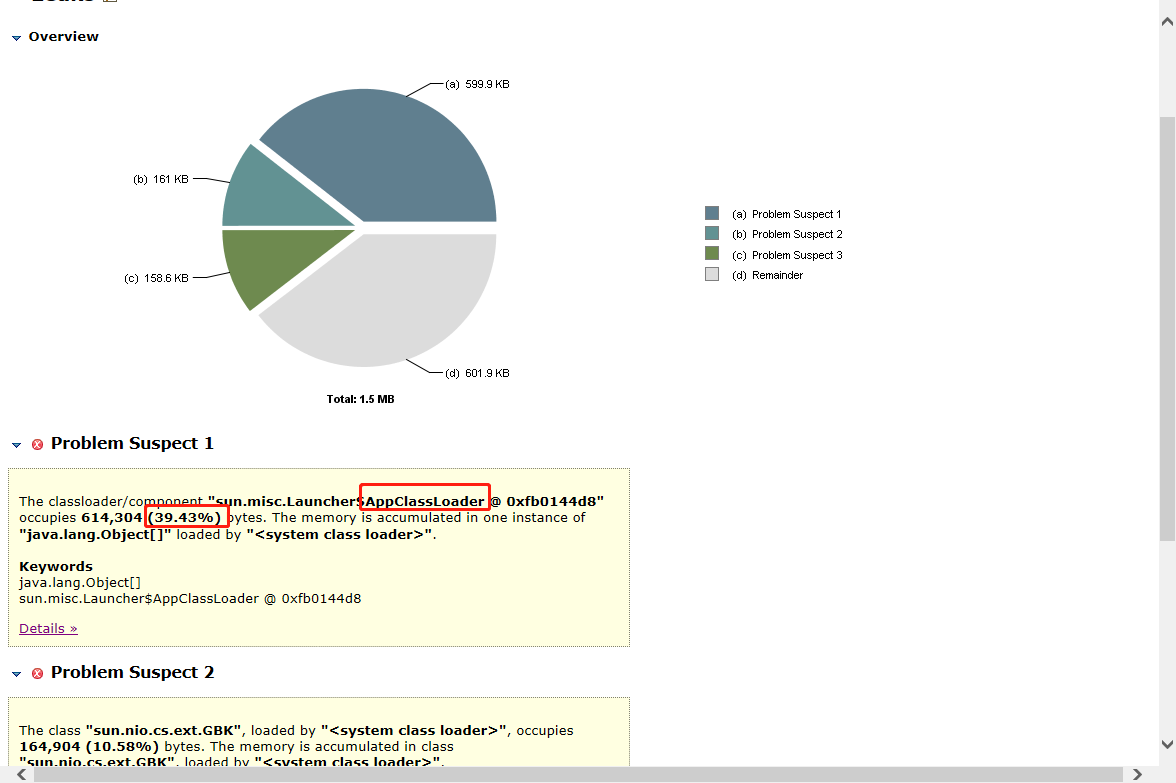 Overview
(a) 599.9 KB
(b) 161 KB
(c) 158.6 KB
(d) 601.9 KB
Total: 1.5 MB
(a) Problem Suspect 1
(b) Problem Suspect 2
(c) Problem Suspect 3
(d) Remainder
Problem Suspect 1
The classloader/component "sun.misc.Launcher$AppClassLoader @ 0xfb0144d8"
occupies 614,304 (39.43%) bytes. The memory is accumulated in one instance of
"java.lang.Object[]" loaded by "<system class loader>".
Keywords
java.lang.Object[]
sun.misc.Launcher$AppClassLoader @ 0xfb0144d8
Details »
Problem Suspect 2
The class "sun.nio.cs.ext.GBK", loaded by "<system class loader>", occupies
164,904 (10.58%) bytes. The memory is accumulated in class
"sun.nio.cs.ext.GBK", loaded by "<system class loader>".